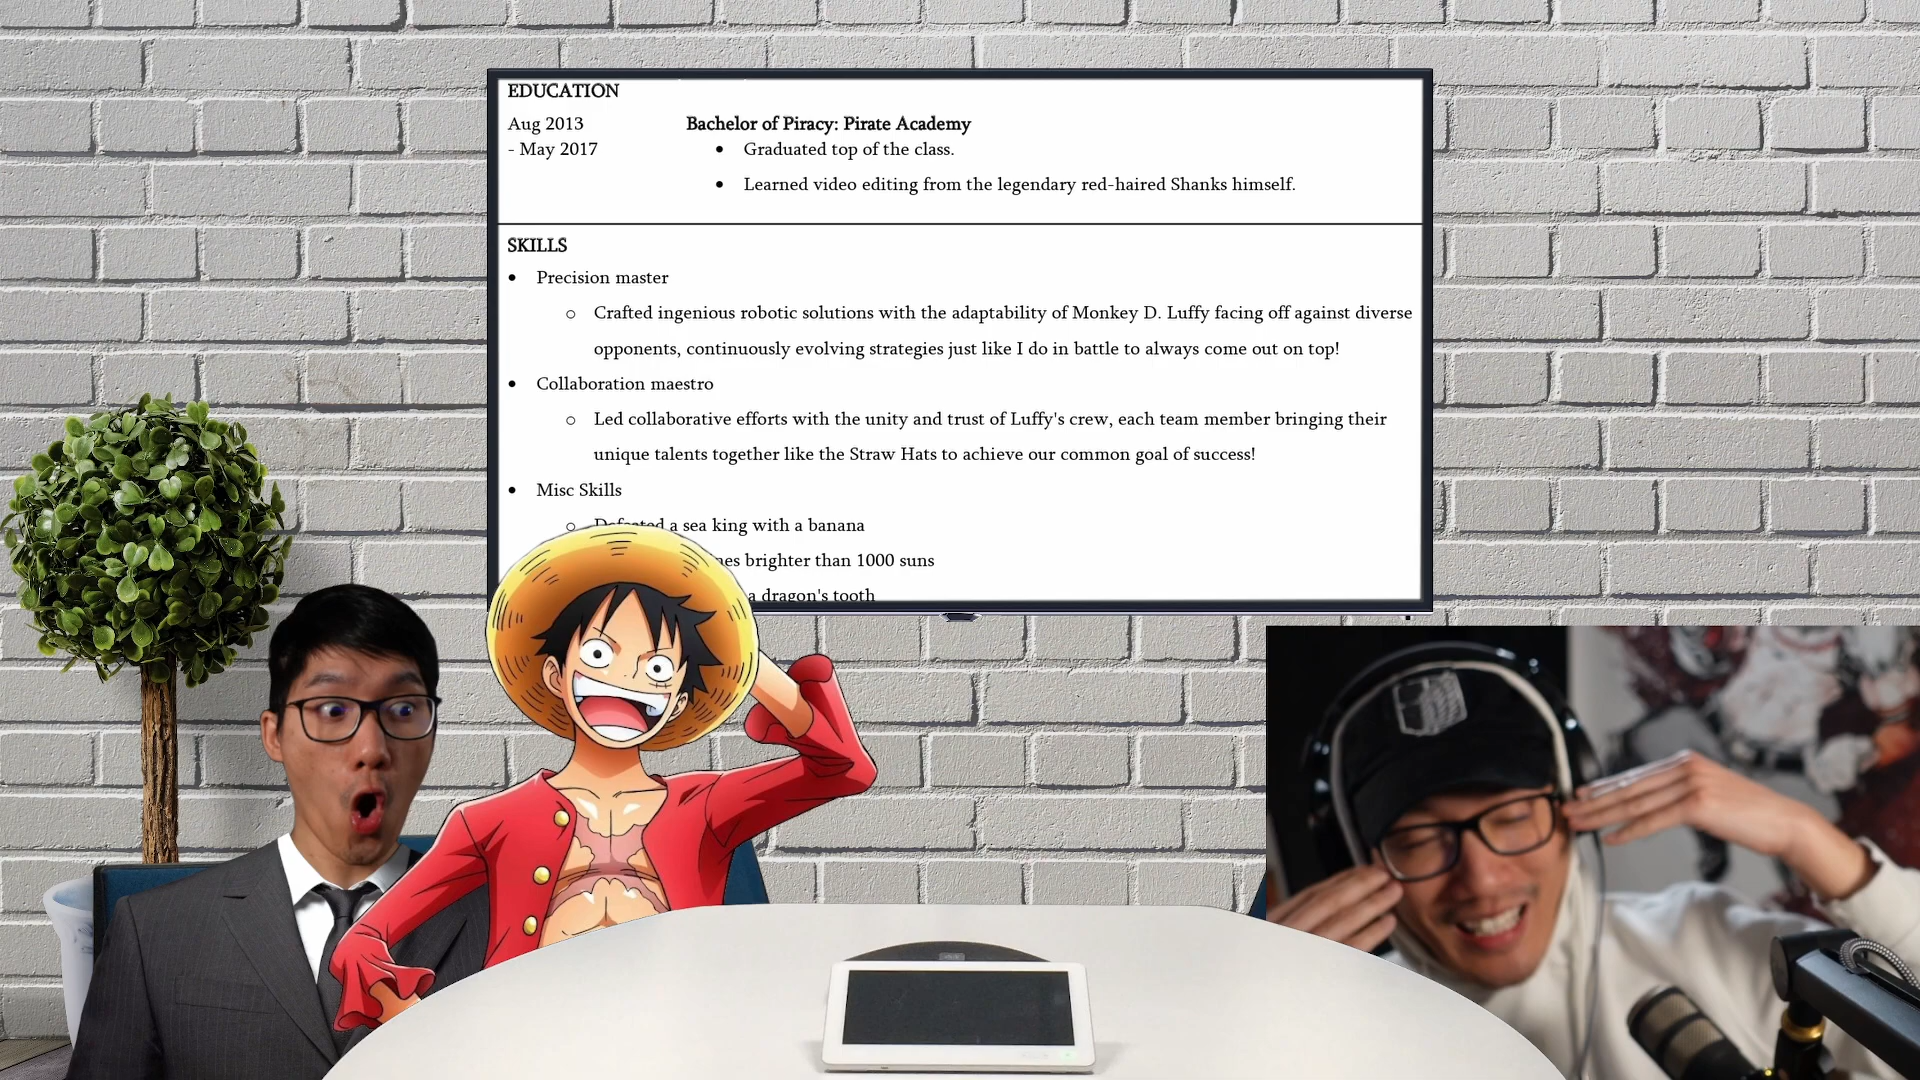 EDUCATION
Aug 2013
- May 2017
Bachelor of Piracy: Pirate Academy
• Graduated top of the class.
• Learned video editing from the legendary red-haired Shanks himself.
SKILLS
• Precision master
○ Crafted ingenious robotic solutions with the adaptability of Monkey D. Luffy facing off against diverse
opponents, continuously evolving strategies just like I do in battle to always come out on top!
• Collaboration maestro
○ Led collaborative efforts with the unity and trust of Luffy's crew, each team member bringing their
unique talents together like the Straw Hats to achieve our common goal of success!
• Misc Skills
○ Defeated a sea king with a banana
brighter than 1000 suns
a dragon's tooth